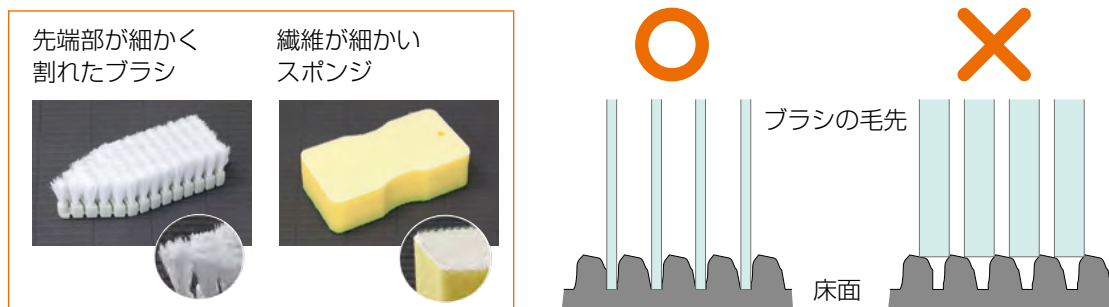 先端部が細かく
割れたブラシ
繊維が細かい
スポンジ
ブラシの毛先
床面